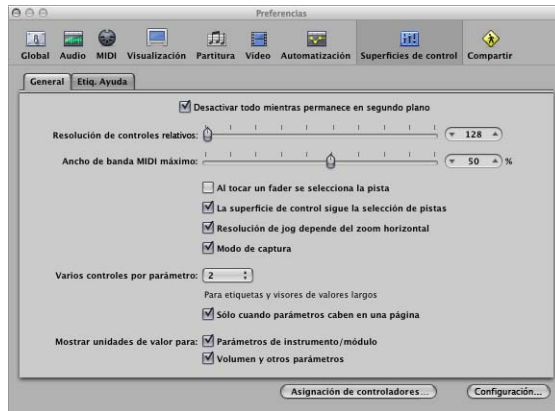 Preferencias
Global Audio MIDI Visualización Partitura Vídeo Automatización Superficies de control Compartir
General Etiq. Ayuda
Desactivar todo mientras permanece en segundo plano
Resolución de controles relativos: 128
Ancho de banda MIDI máximo: 50 %
Al tocar un fader se selecciona la pista
La superficie de control sigue la selección de pistas
Resolución de jog depende del zoom horizontal
Modo de captura
Varios controles por parámetro: 2
Para etiquetas y visores de valores largos
Sólo cuando parámetros caben en una página
Mostrar unidades de valor para: Parámetros de instrumento/módulo
Volumen y otros parámetros
Asignación de controladores... Configuración...